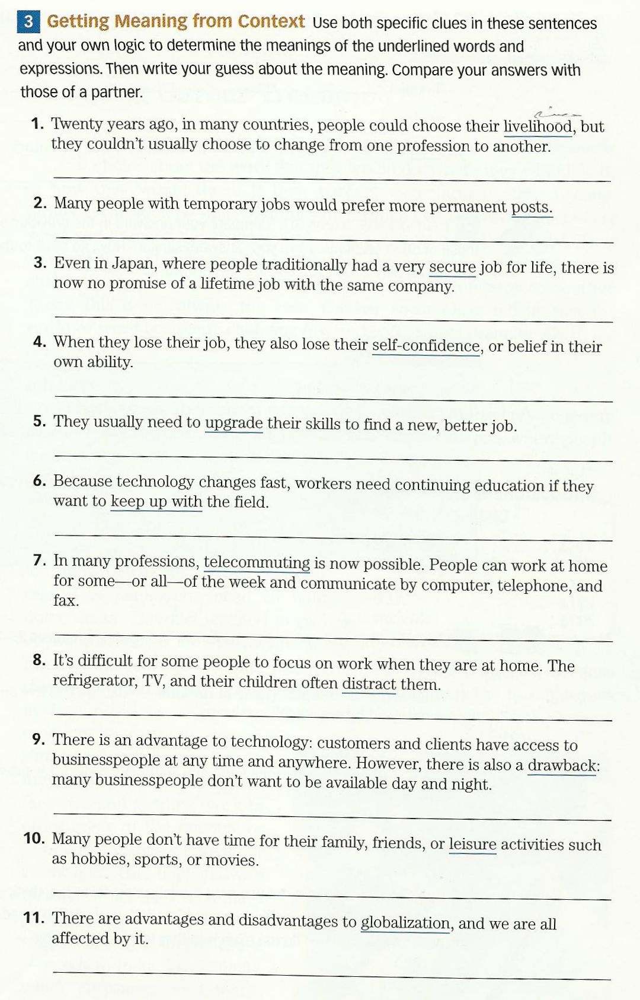 3 Getting Meaning from Context Use both specific clues in these sentences
and your own logic to determine the meanings of the underlined words and
expressions. Then write your guess about the meaning. Compare your answers with
those of a partner.
1. Twenty years ago, in many countries, people could choose their livelihood, but
they couldn't usually choose to change from one profession to another.
2. Many people with temporary jobs would prefer more permanent posts.
3. Even in Japan, where people traditionally had a very secure job for life, there is
now no promise of a lifetime job with the same company.
4. When they lose their job, they also lose their self-confidence, or belief in their
own ability.
5. They usually need to upgrade their skills to find a new, better job.
6. Because technology changes fast, workers need continuing education if they
want to keep up with the field.
7. In many professions, telecommuting is now possible. People can work at home
for some—or all—of the week and communicate by computer, telephone, and
fax.
8. It's difficult for some people to focus on work when they are at home. The
refrigerator, TV, and their children often distract them.
9. There is an advantage to technology: customers and clients have access to
businesspeople at any time and anywhere. However, there is also a drawback:
many businesspeople don't want to be available day and night.
10. Many people don't have time for their family, friends, or leisure activities such
as hobbies, sports, or movies.
11. There are advantages and disadvantages to globalization, and we are all
affected by it.